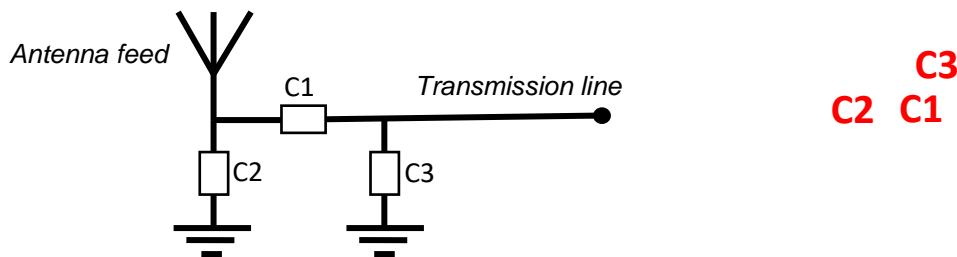 Antenna feed
C1
Transmission line
C2
C3
C3
C2 C1